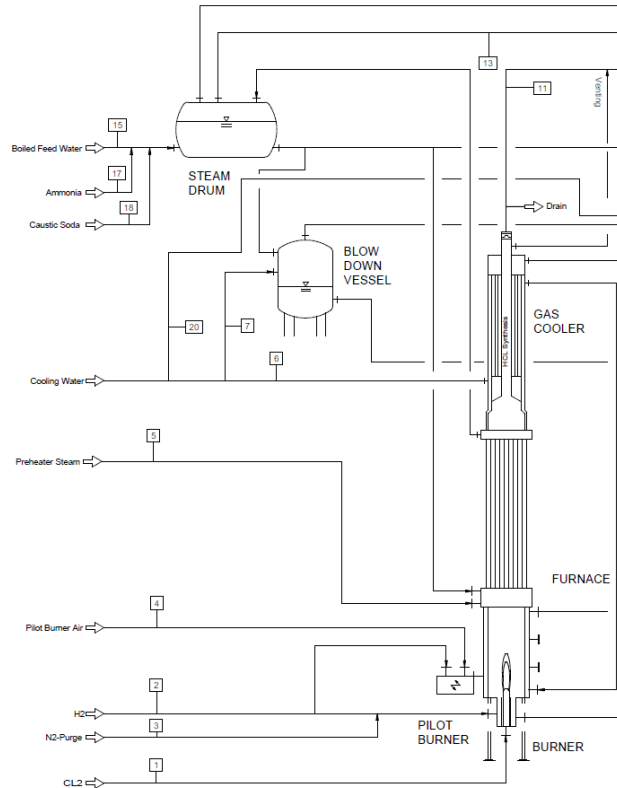 13
11
Venting
15
Boiled Feed Water
17
Ammonia
18
Caustic Soda
STEAM
DRUM
Drain
BLOW
DOWN
VESSEL
GAS
COOLER
HCL Synthesis
20
7
6
Cooling Water
5
Preheater Steam
FURNACE
4
Pilot Burner Air
2
H2
3
N2-Purge
PILOT
BURNER
BURNER
1
CL2